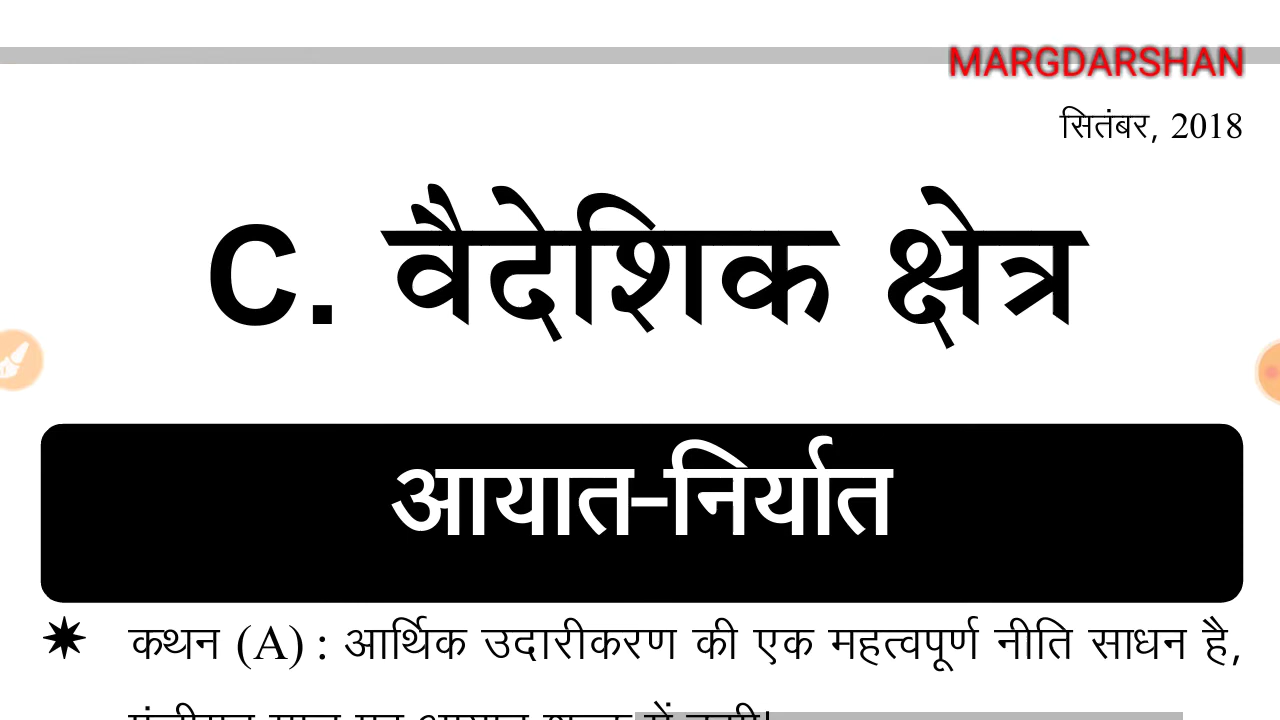 MARGDARSHAN
सितंबर, 2018
C. वैदेशिक क्षेत्र
आयात–निर्यात
✷ कथन (A) : आर्थिक उदारीकरण की एक महत्वपूर्ण नीति साधन है,